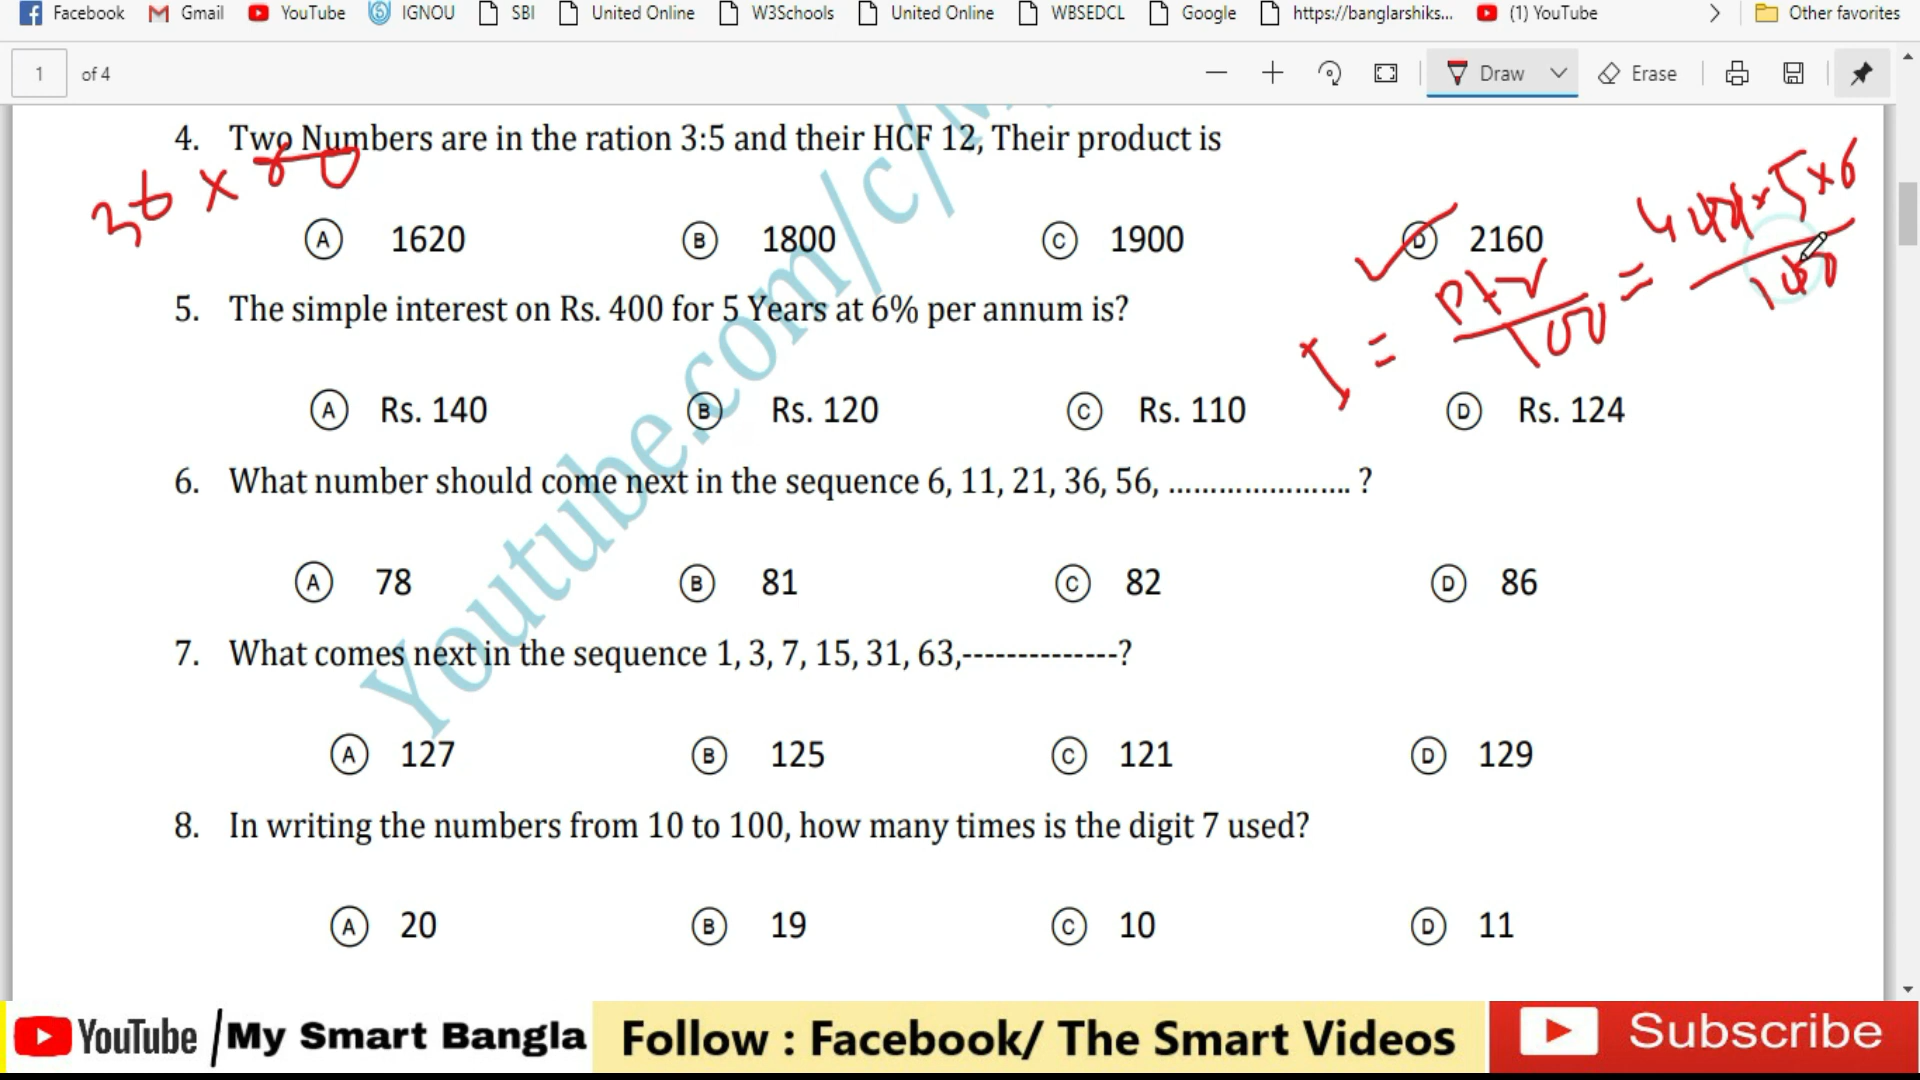 Facebook Gmail YouTube IGNOU SBI United Online W3Schools United Online WBSEDCL Google https://banglarshiks... (1) YouTube Other favorites
1 of 4 Draw Erase
4. Two Numbers are in the ration 3:5 and their HCF 12, Their product is
36 x 60
A 1620 B 1800 C 1900 D 2160
I = Ptr/100 = 400x5x6/100
5. The simple interest on Rs. 400 for 5 Years at 6% per annum is?
A Rs. 140 B Rs. 120 C Rs. 110 D Rs. 124
6. What number should come next in the sequence 6, 11, 21, 36, 56, ...................... ?
A 78 B 81 C 82 D 86
7. What comes next in the sequence 1, 3, 7, 15, 31, 63,--------------?
A 127 B 125 C 121 D 129
8. In writing the numbers from 10 to 100, how many times is the digit 7 used?
A 20 B 19 C 10 D 11
Youtube.com/c/
YouTube /My Smart Bangla Follow : Facebook/ The Smart Videos Subscribe